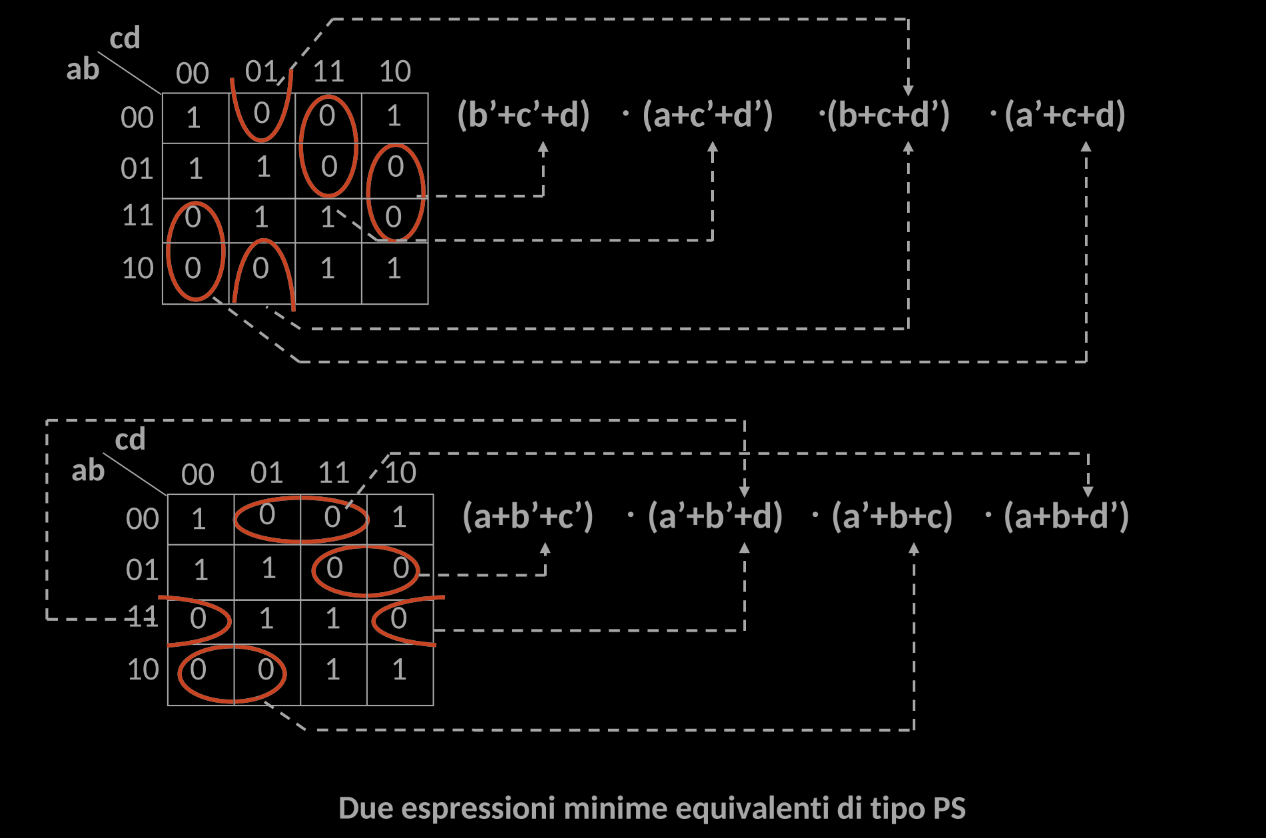 cd
ab
00 01 11 10
00 1 0 0 1 (b’+c’+d) · (a+c’+d’) ·(b+c+d’) ·(a’+c+d)
01 1 1 0 0
11 0 1 1 0
10 0 0 1 1
cd
ab
00 01 11 10
00 1 0 0 1 (a+b’+c’) · (a’+b’+d) · (a’+b+c) · (a+b+d’)
01 1 1 0 0
11 0 1 1 0
10 0 0 1 1
Due espressioni minime equivalenti di tipo PS